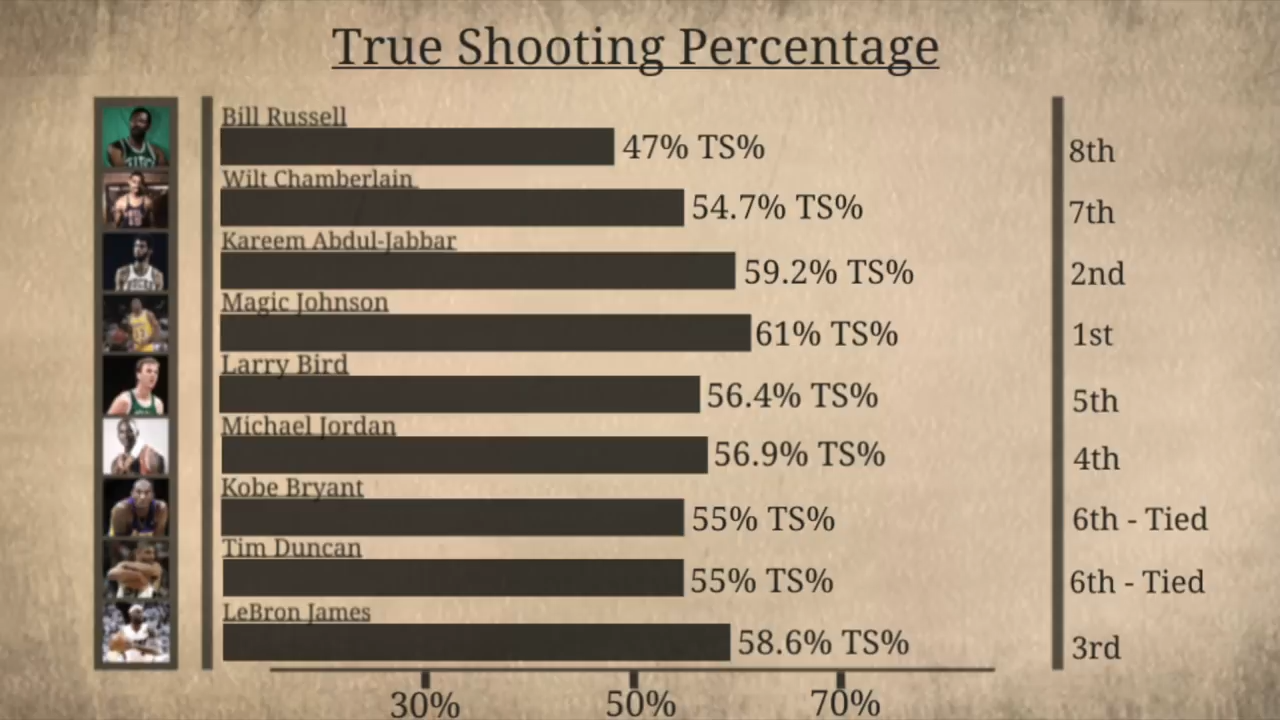 True Shooting Percentage
Bill Russell
47% TS%
8th
Wilt Chamberlain
54.7% TS%
7th
Kareem Abdul-Jabbar
59.2% TS%
2nd
Magic Johnson
61% TS%
1st
Larry Bird
56.4% TS%
5th
Michael Jordan
56.9% TS%
4th
Kobe Bryant
55% TS%
6th - Tied
Tim Duncan
55% TS%
6th - Tied
LeBron James
58.6% TS%
3rd
30% 50% 70%